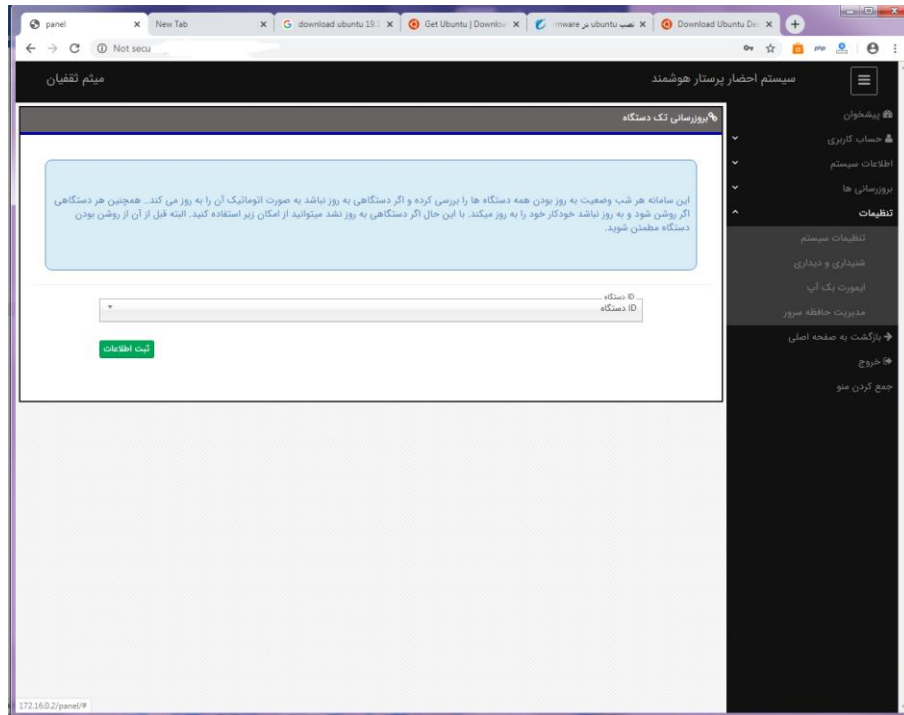 panel
New Tab
download ubuntu 19.
Get Ubuntu | Downlo
نصب ubuntu در mware
Download Ubuntu De
Not secu
php
سیستم احضار پرستار هوشمند
میثم ثقفیان
پیشخوان
حساب کاربری
اطلاعات سیستم
بروزرسانی ها
تنظیمات
تنظیمات سیستم
شنیداری و دیداری
ایمورت بک آپ
مدیریت حافظه سرور
بازگشت به صفحه اصلی
خروج
جمع کردن منو
بروزرسانی تک دستگاه
این سامانه هر شب وضعیت به روز بودن همه دستگاه ها را بررسی کرده و اگر دستگاهی به روز نباشد به صورت اتوماتیک آن را به روز می کند.. همچنین هر دستگاهی
اگر روشن شود و به روز نباشد خودکار خود را به روز میکند. با این حال اگر دستگاهی به روز نشد میتوانید از امکان زیر استفاده کنید. البته قبل از آن از روشن بودن
دستگاه مطمئن شوید.
ID دستگاه
ID دستگاه
ثبت اطلاعات
172.16.0.2/panel/#